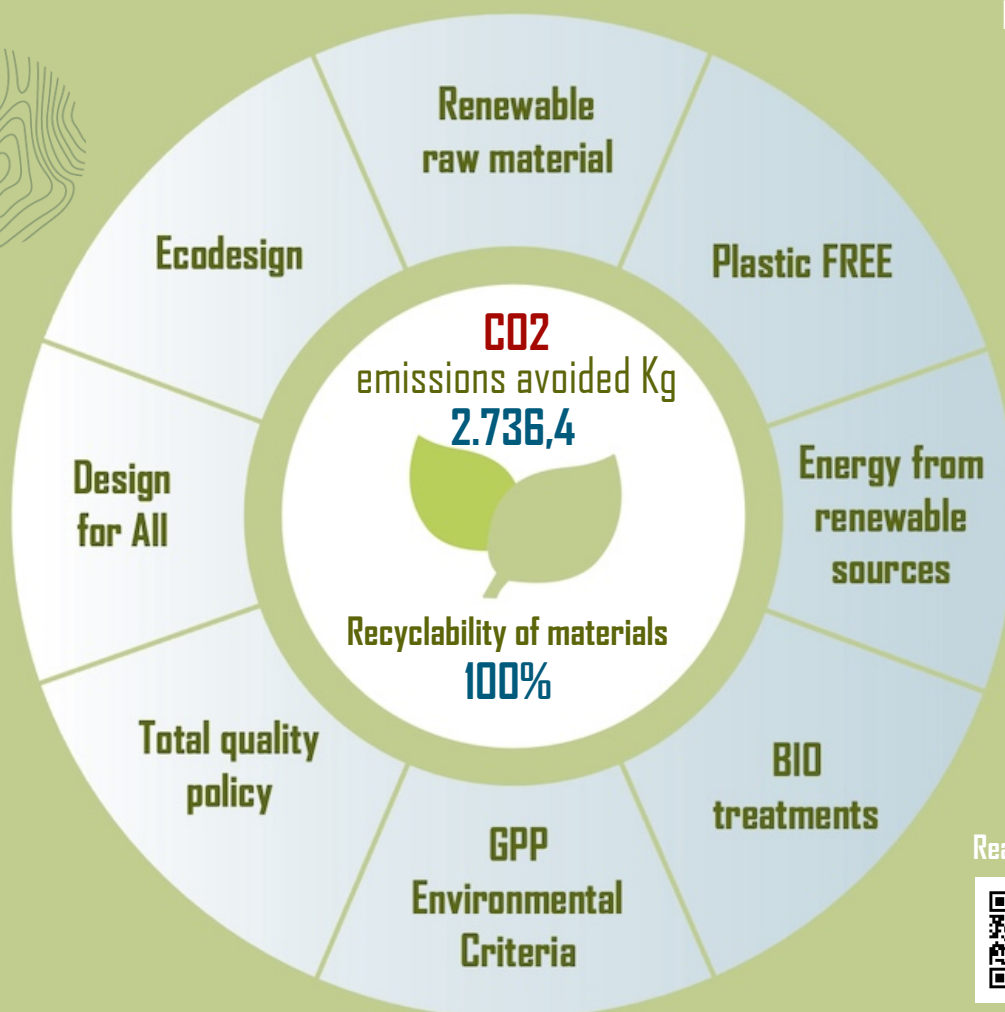 Renewable
raw material
Plastic FREE
Energy from
renewable
sources
BIO
treatments
GPP
Environmental
Criteria
Total quality
policy
Design
for All
Ecodesign
CO2
emissions avoided Kg
2.736,4
Recyclability of materials
100%